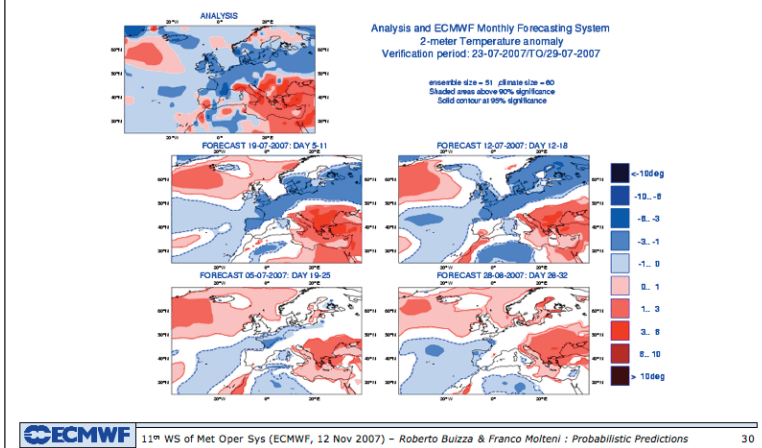 ANALYSIS
Analysis and ECMWF Monthly Forecasting System
2-meter Temperature anomaly
Verification period: 23-07-2007/TO/29-07-2007
ensemble size = 51 ,climate size = 60
Shaded areas above 90% significance
Solid contour at 95% significance
20°W 0° 20°E
FORECAST 19-07-2007: DAY 5-11
FORECAST 12-07-2007: DAY 12-18
<-10deg
-10...-6
-6.. -3
-3...-1
-1... 0
0... 1
1... 3
3... 6
6... 10
> 10deg
FORECAST 05-07-2007: DAY 19-25
DAY 26-32
ECMWF
11th WS of Met Oper Sys (ECMWF, 12 Nov 2007) – Roberto Buizza & Franco Molteni : Probabilistic Predictions
30